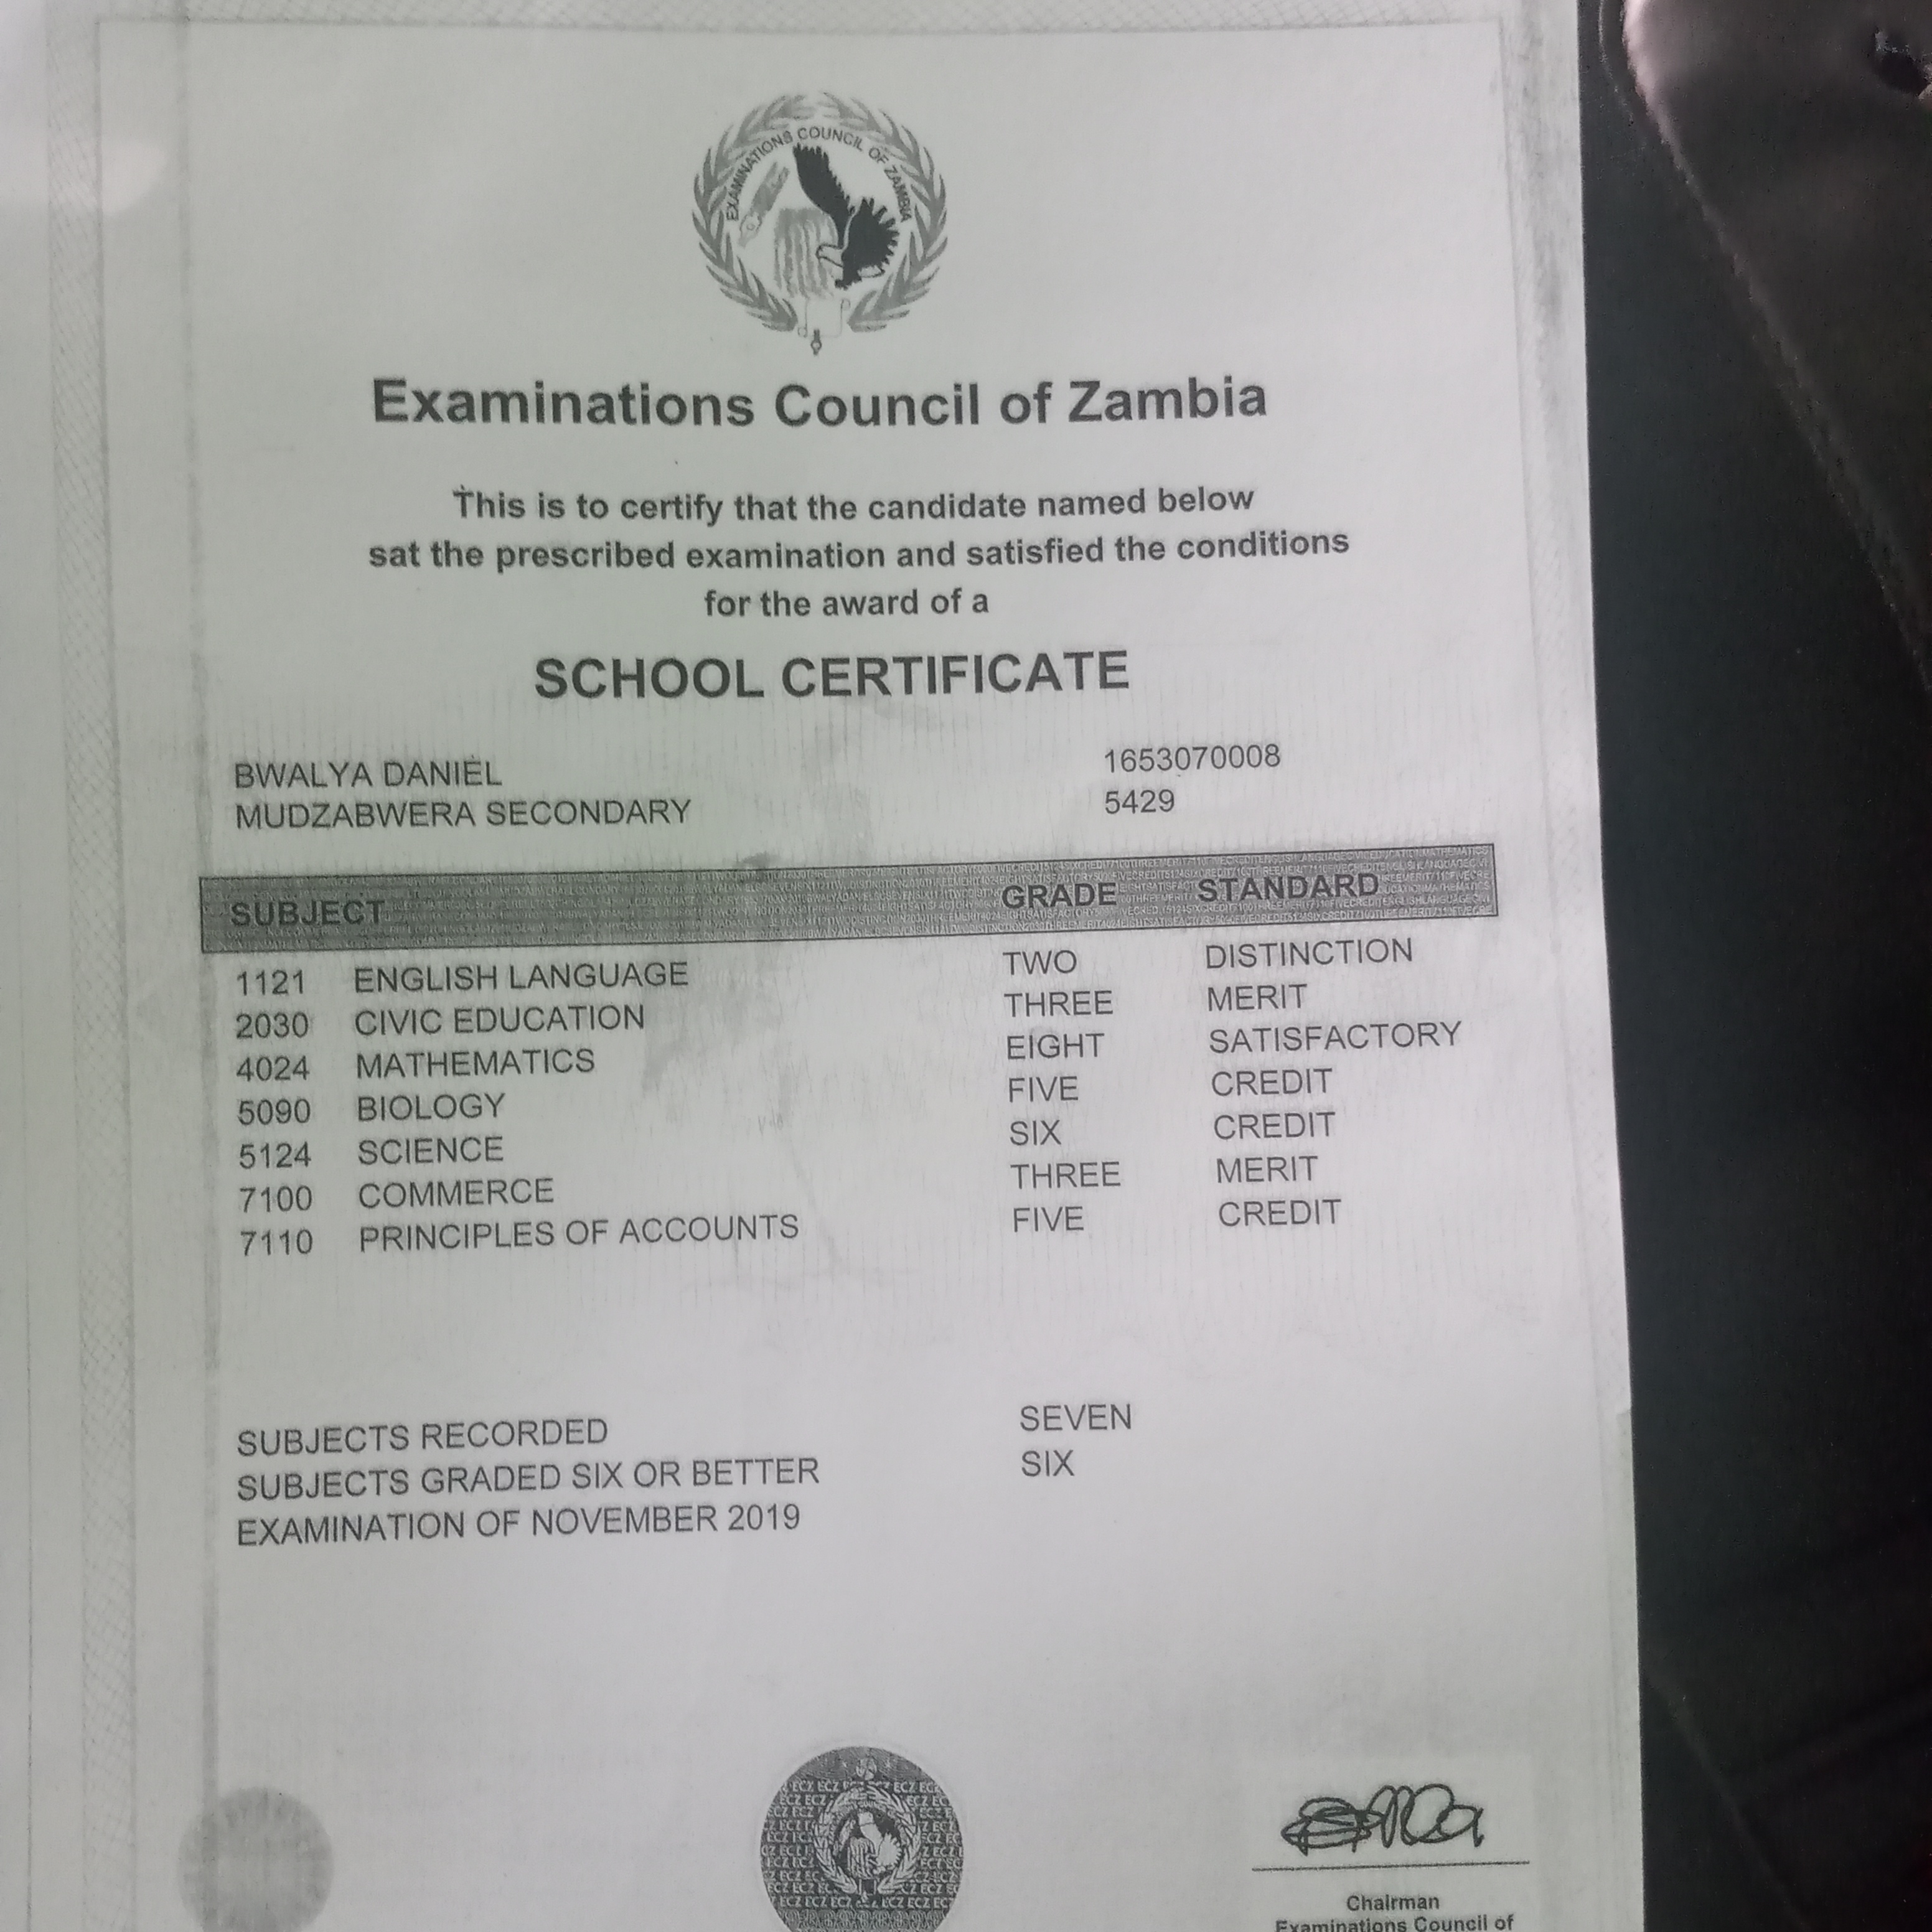 EXAMINATIONS COUNCIL OF ZAMBIA
Examinations Council of Zambia
This is to certify that the candidate named below
sat the prescribed examination and satisfied the conditions
for the award of a
SCHOOL CERTIFICATE
BWALYA DANIEL 1653070008
MUDZABWERA SECONDARY 5429
SUBJECT GRADE STANDARD
1121 ENGLISH LANGUAGE TWO DISTINCTION
2030 CIVIC EDUCATION THREE MERIT
4024 MATHEMATICS EIGHT SATISFACTORY
5090 BIOLOGY FIVE CREDIT
5124 SCIENCE SIX CREDIT
7100 COMMERCE THREE MERIT
7110 PRINCIPLES OF ACCOUNTS FIVE CREDIT
SUBJECTS RECORDED SEVEN
SUBJECTS GRADED SIX OR BETTER SIX
EXAMINATION OF NOVEMBER 2019
ECZ ECZ ECZ ECZ
Chairman
Examinations Council of